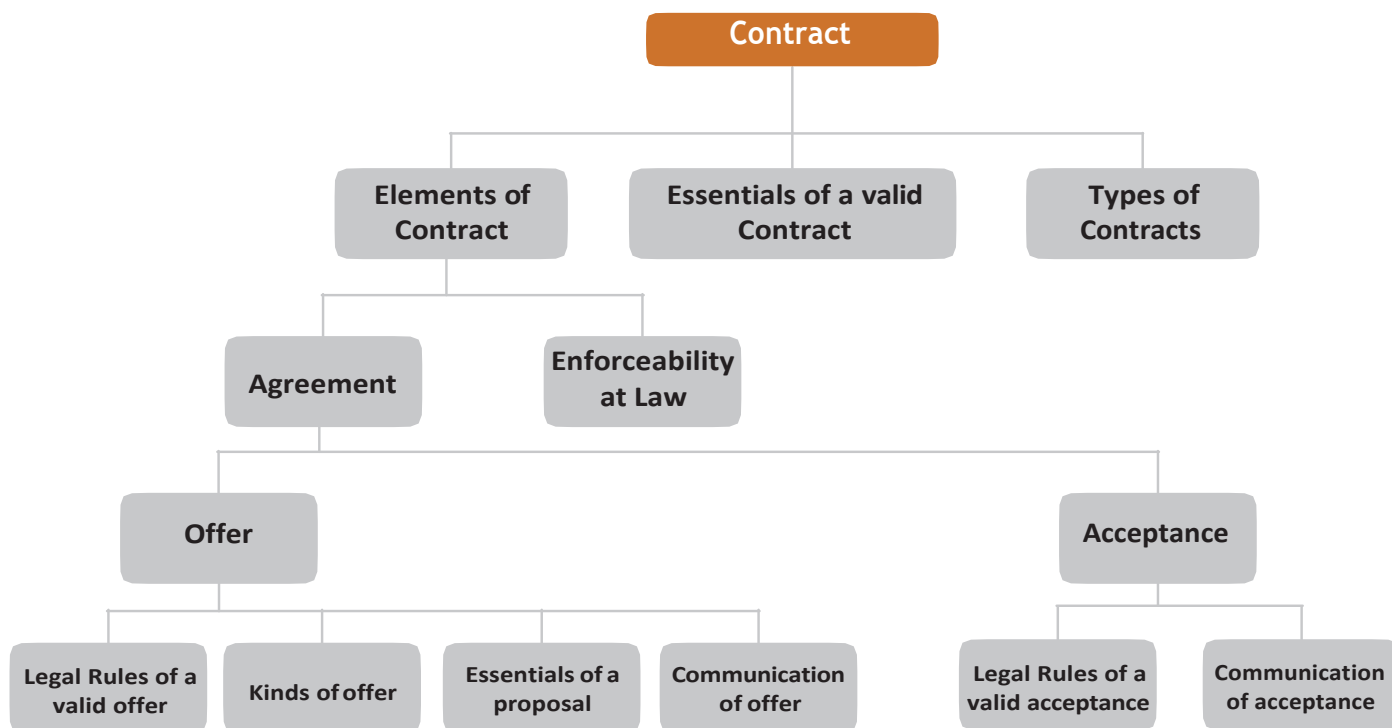 Contract
Elements of
Contract
Essentials of a valid
Contract
Types of
Contracts
Agreement
Enforceability
at Law
Offer
Acceptance
Legal Rules of a
valid offer
Kinds of offer
Essentials of a
proposal
Communication
of offer
Legal Rules of a
valid acceptance
Communication
of acceptance